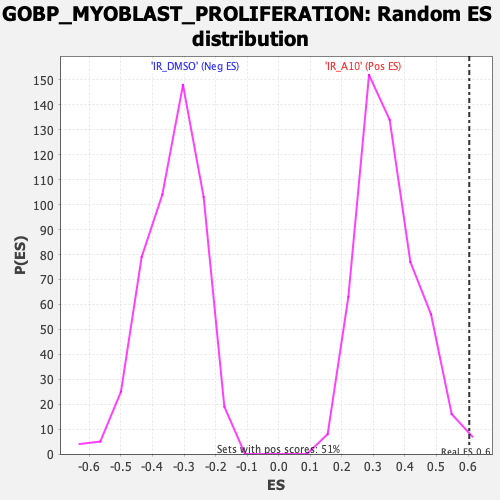 GOBP_MYOBLAST_PROLIFERATION: Random ES
distribution
'IR_DMSO' (Neg ES)
'IR_A10' (Pos ES)
150
140
130
120
110
100
90
80
70
60
50
40
30
20
10
0
P(ES)
Sets with pos scores: 51%
Real ES 0.6
-0.6 -0.5 -0.4 -0.3 -0.2 -0.1 0.0 0.1 0.2 0.3 0.4 0.5 0.6
ES